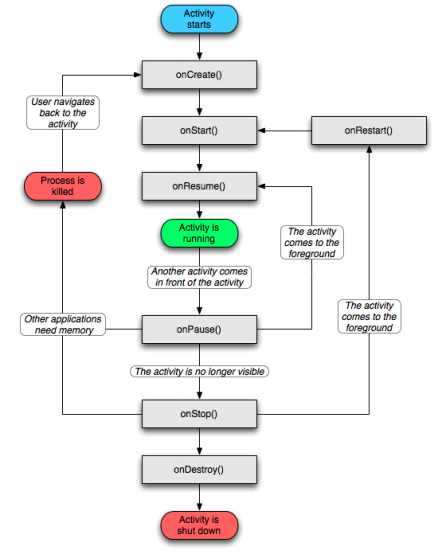 Activity
starts
onCreate()
User navigates
back to the
activity
onStart()
onRestart()
Process is
killed
onResume()
Activity is
running
The activity
comes to the
foreground
Another activity comes
in front of the activity
The activity
comes to the
foreground
Other applications
need memory
onPause()
The activity is no longer visible
onStop()
onDestroy()
Activity is
shut down